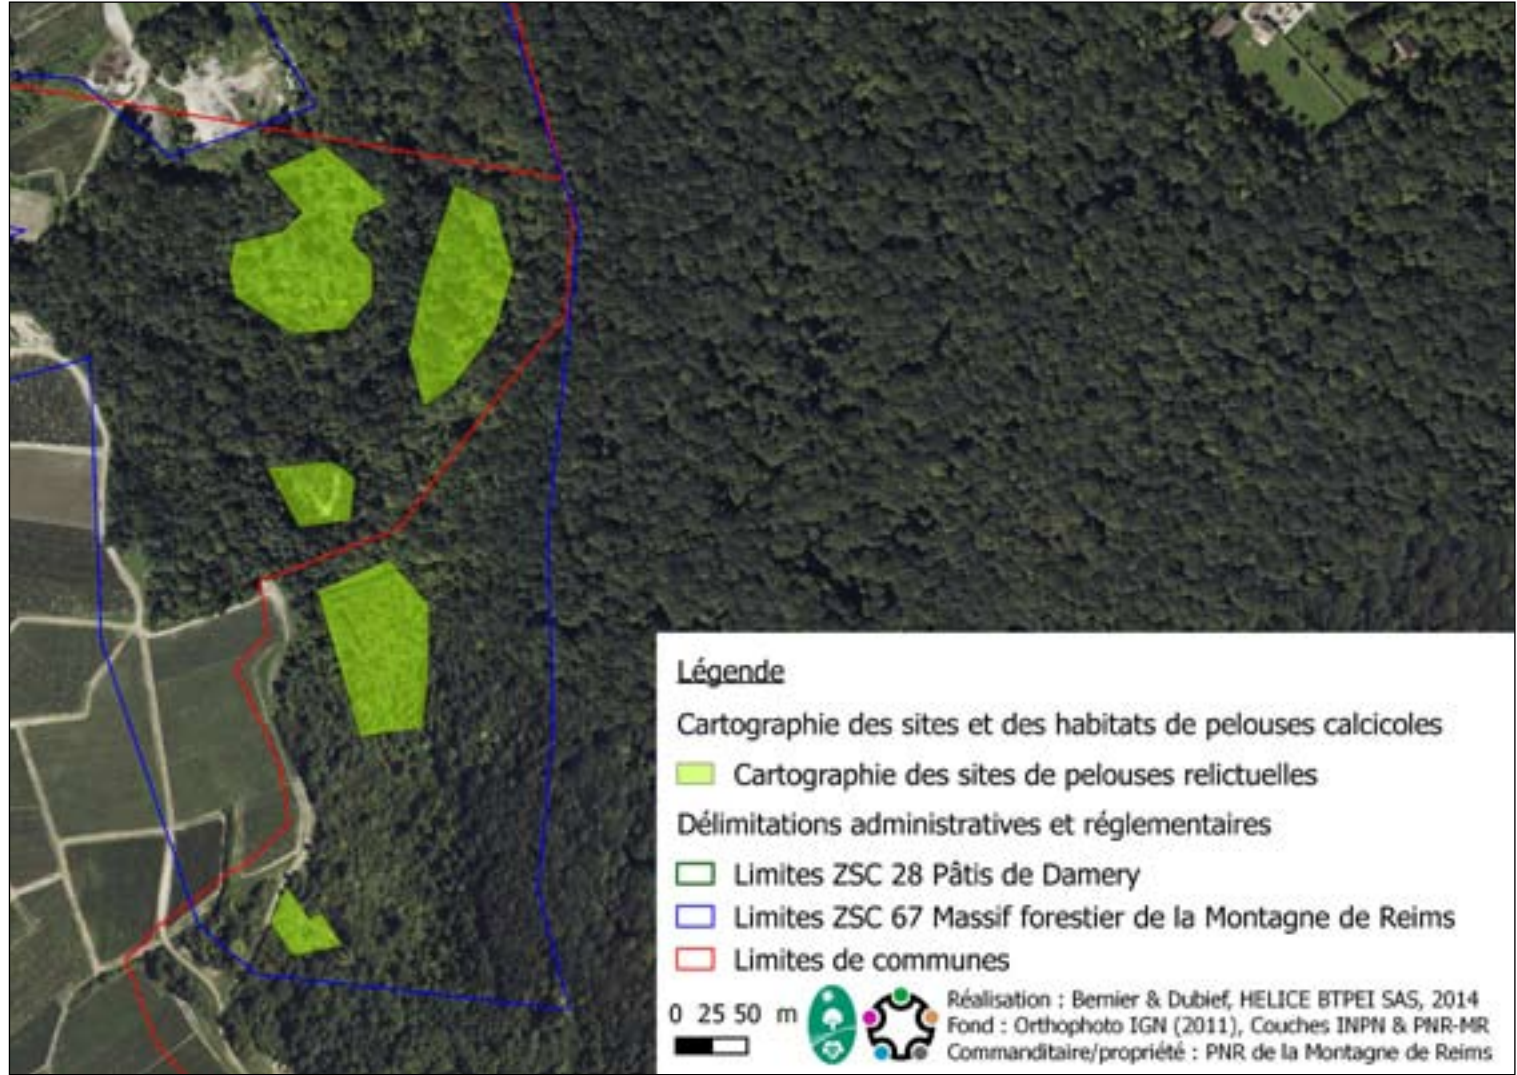 Légende
Cartographie des sites et des habitats de pelouses calcicoles
Cartographie des sites de pelouses relictuelles
Délimitations administratives et réglementaires
Limites ZSC 28 Pâtis de Damery
Limites ZSC 67 Massif forestier de la Montagne de Reims
Limites de communes
0 25 50 m
Réalisation : Bernier & Dubief, HELICE BTPEI SAS, 2014
Fond : Orthophoto IGN (2011), Couches INPN & PNR-MR
Commanditaire/propriété : PNR de la Montagne de Reims